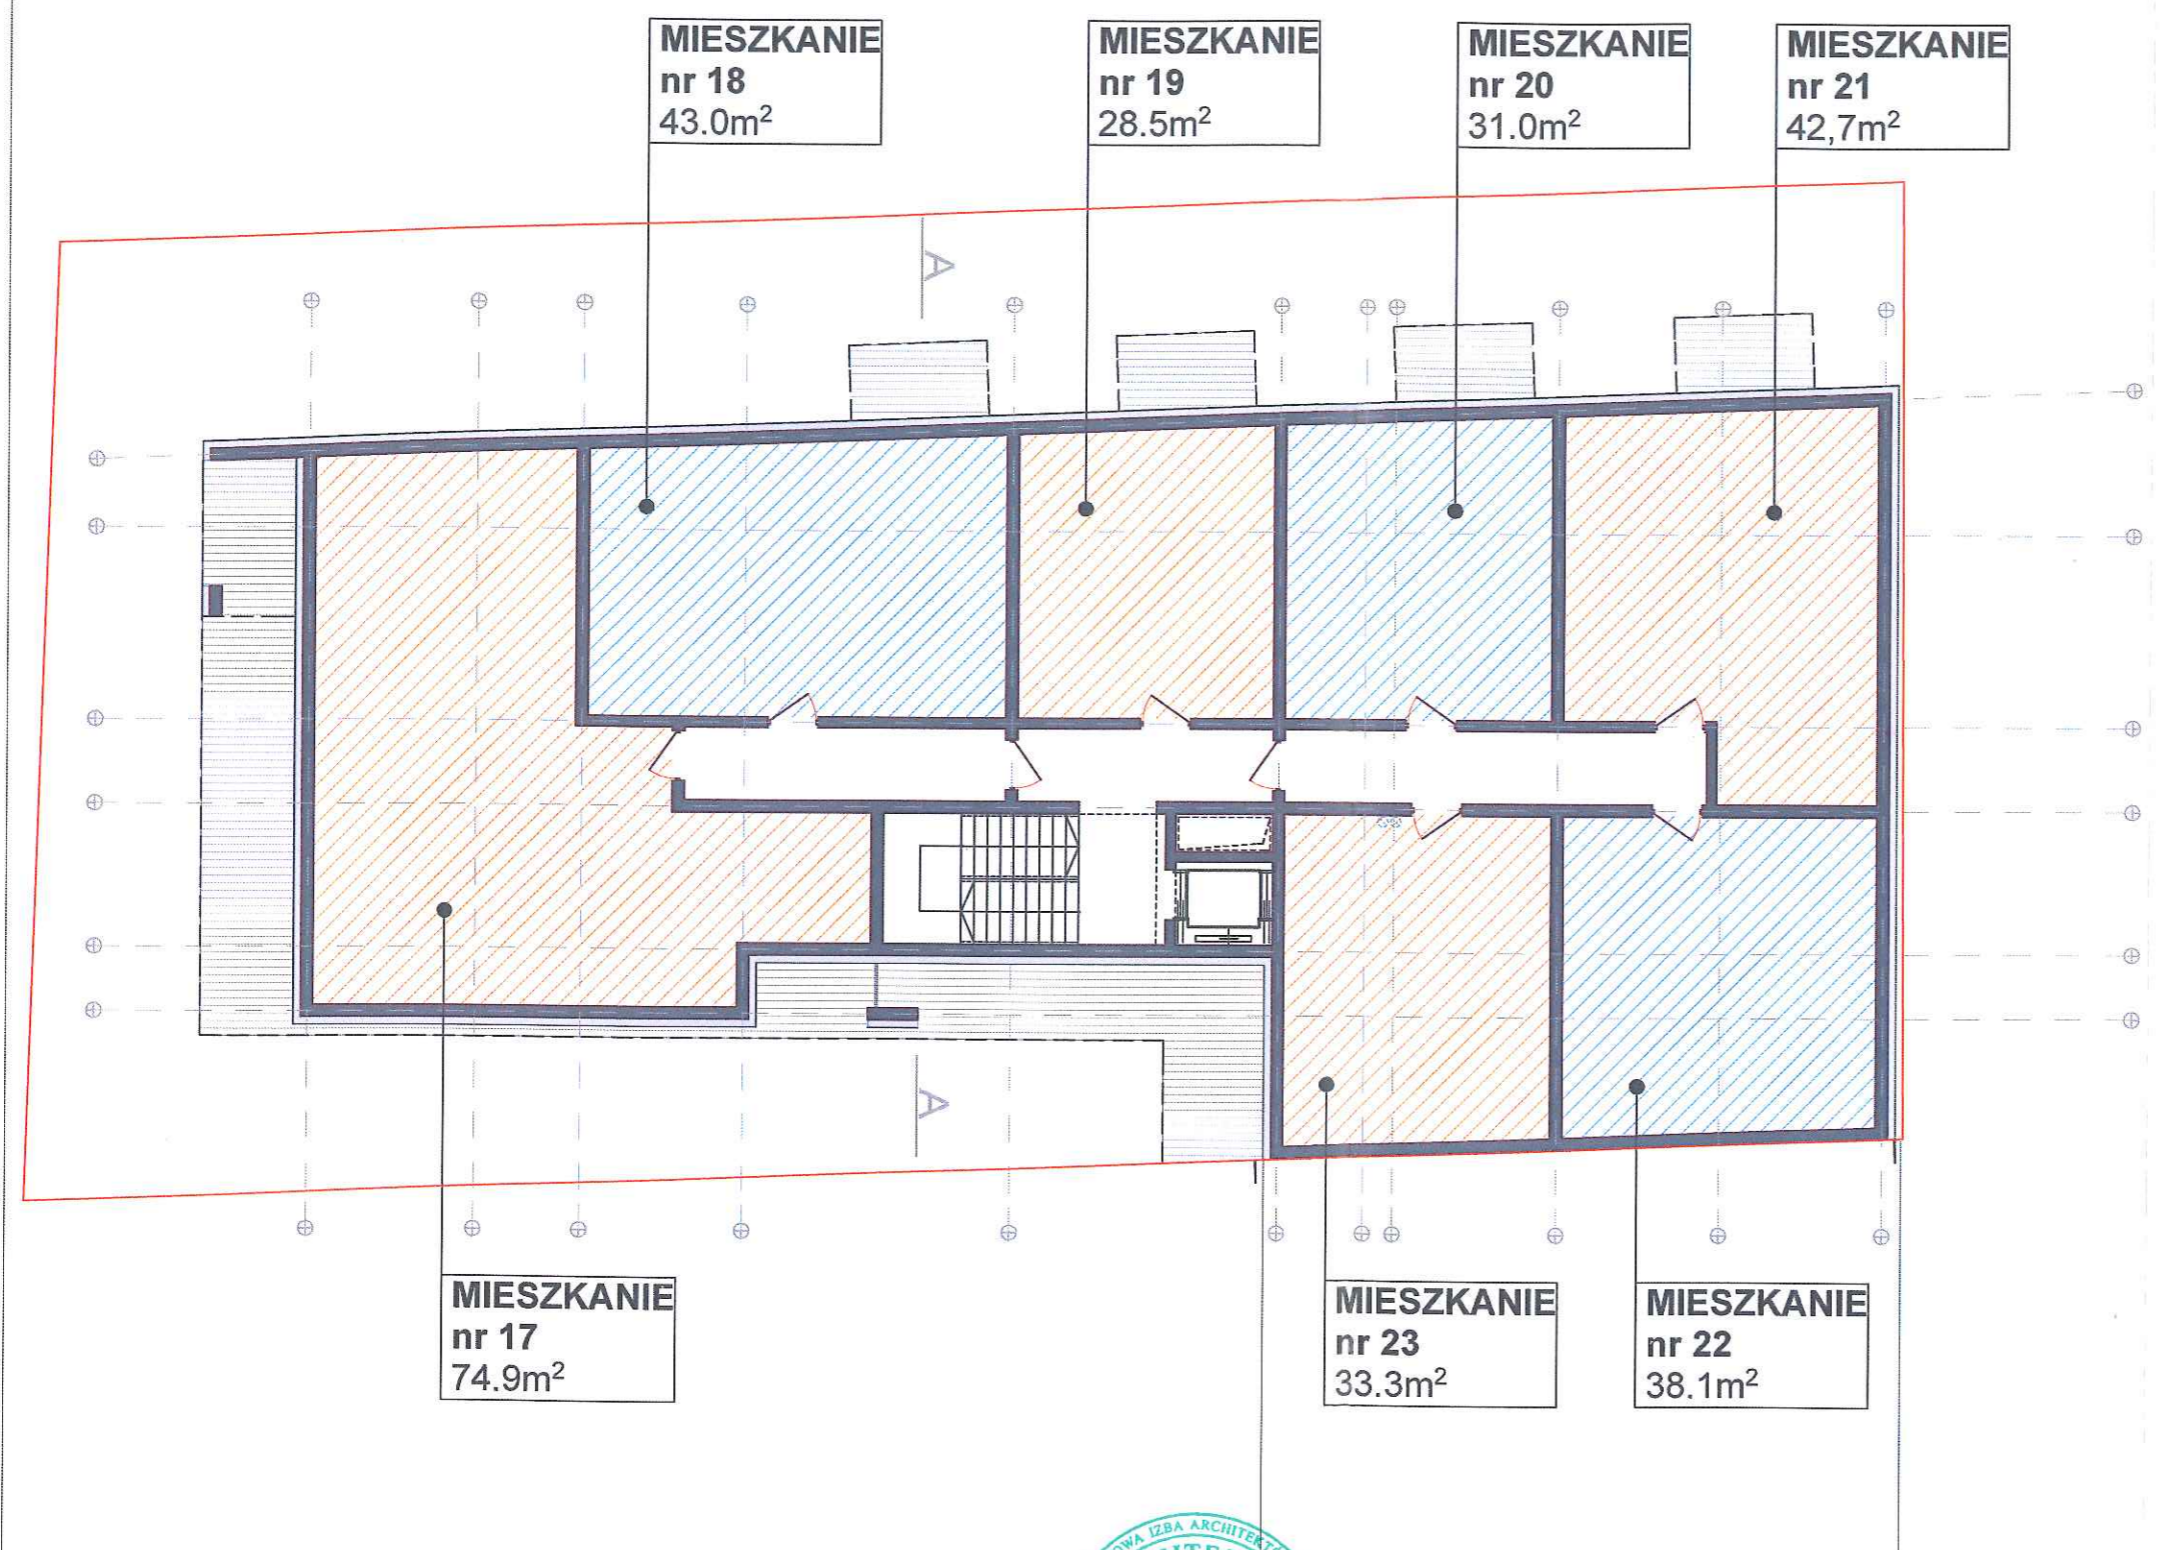 MIESZKANIE
nr 18
43.0m²
MIESZKANIE
nr 19
28.5m²
MIESZKANIE
nr 20
31.0m²
MIESZKANIE
nr 21
42,7m²
A
A
MIESZKANIE
nr 17
74.9m²
MIESZKANIE
nr 23
33.3m²
MIESZKANIE
nr 22
38.1m²
IZBA